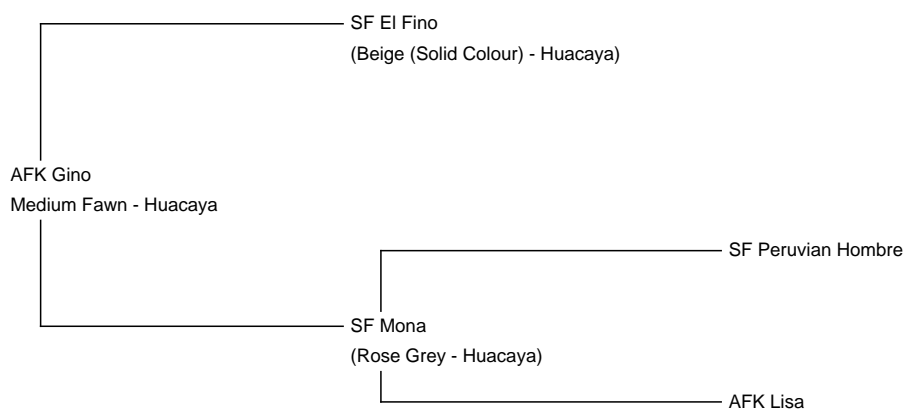 SF El Fino
(Beige (Solid Colour) - Huacaya)
AFK Gino
Medium Fawn - Huacaya
SF Peruvian Hombre
SF Mona
(Rose Grey - Huacaya)
AFK Lisa